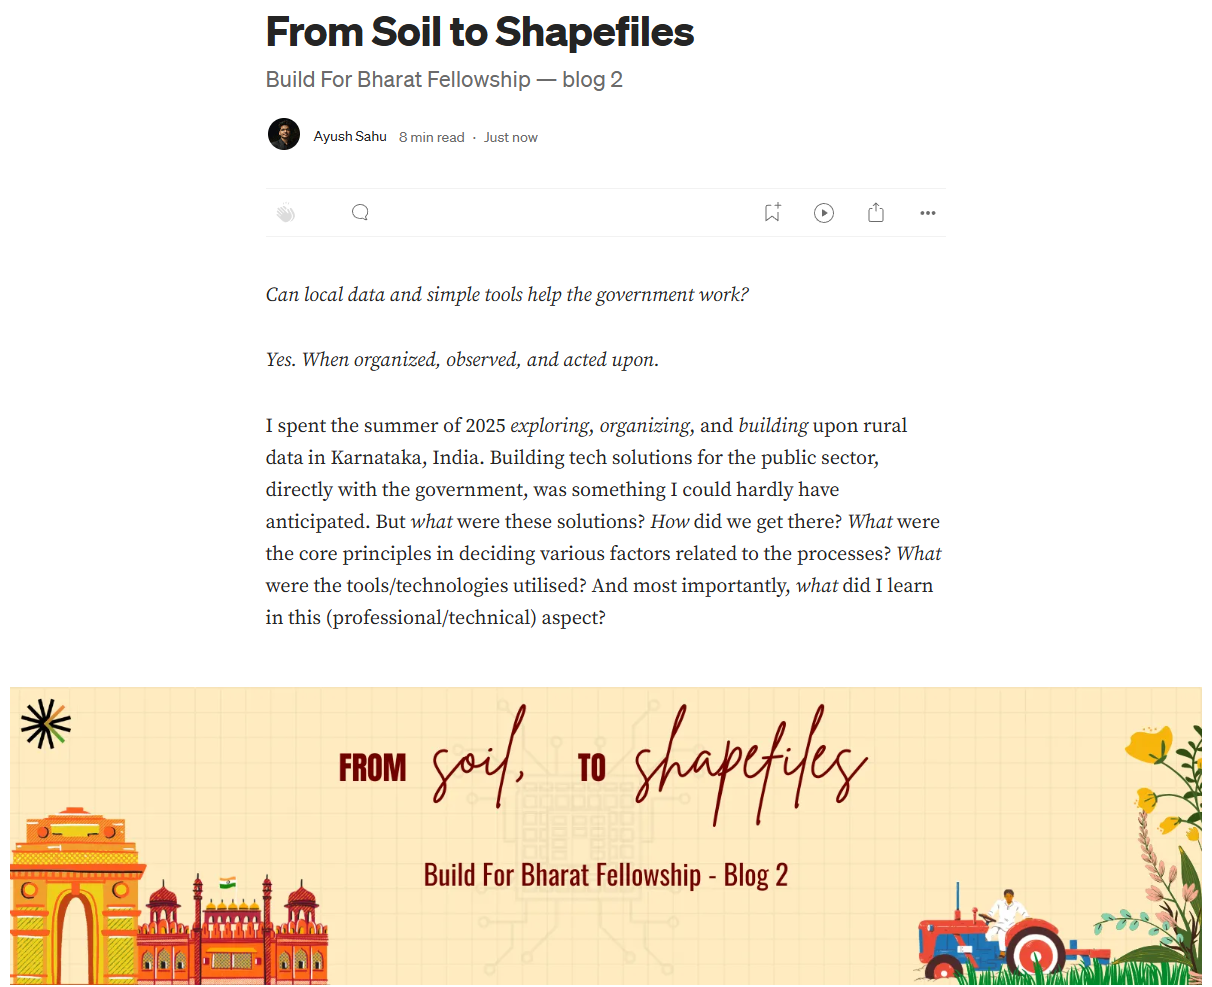 From Soil to Shapefiles
Build For Bharat Fellowship — blog 2
Ayush Sahu 8 min read · Just now
Can local data and simple tools help the government work?
Yes. When organized, observed, and acted upon.
I spent the summer of 2025 exploring, organizing, and building upon rural
data in Karnataka, India. Building tech solutions for the public sector,
directly with the government, was something I could hardly have
anticipated. But what were these solutions? How did we get there? What were
the core principles in deciding various factors related to the processes? What
were the tools/technologies utilised? And most importantly, what did I learn
in this (professional/technical) aspect?
FROM soil, TO shapefiles
Build For Bharat Fellowship - Blog 2